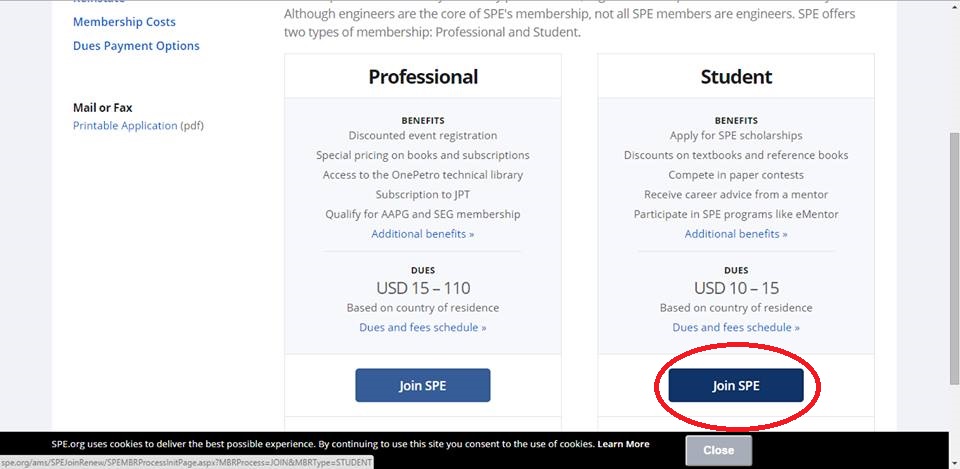 Membership Costs
Dues Payment Options
Mail or Fax
Printable Application (pdf)
Although engineers are the core of SPE's membership, not all SPE members are engineers. SPE offers
two types of membership: Professional and Student.
Professional
BENEFITS
Discounted event registration
Special pricing on books and subscriptions
Access to the OnePetro technical library
Subscription to JPT
Qualify for AAPG and SEG membership
Additional benefits »
DUES
USD 15 – 110
Based on country of residence
Dues and fees schedule »
Join SPE
Student
BENEFITS
Apply for SPE scholarships
Discounts on textbooks and reference books
Compete in paper contests
Receive career advice from a mentor
Participate in SPE programs like eMentor
Additional benefits »
DUES
USD 10 – 15
Based on country of residence
Dues and fees schedule »
Join SPE
SPE.org uses cookies to deliver the best possible experience. By continuing to use this site you consent to the use of cookies. Learn More
Close
spe.org/ams/SPEJoinRenew/SPEMBRProcessInitPage.aspx?MBRProcess=JOIN&MBRType=STUDENT